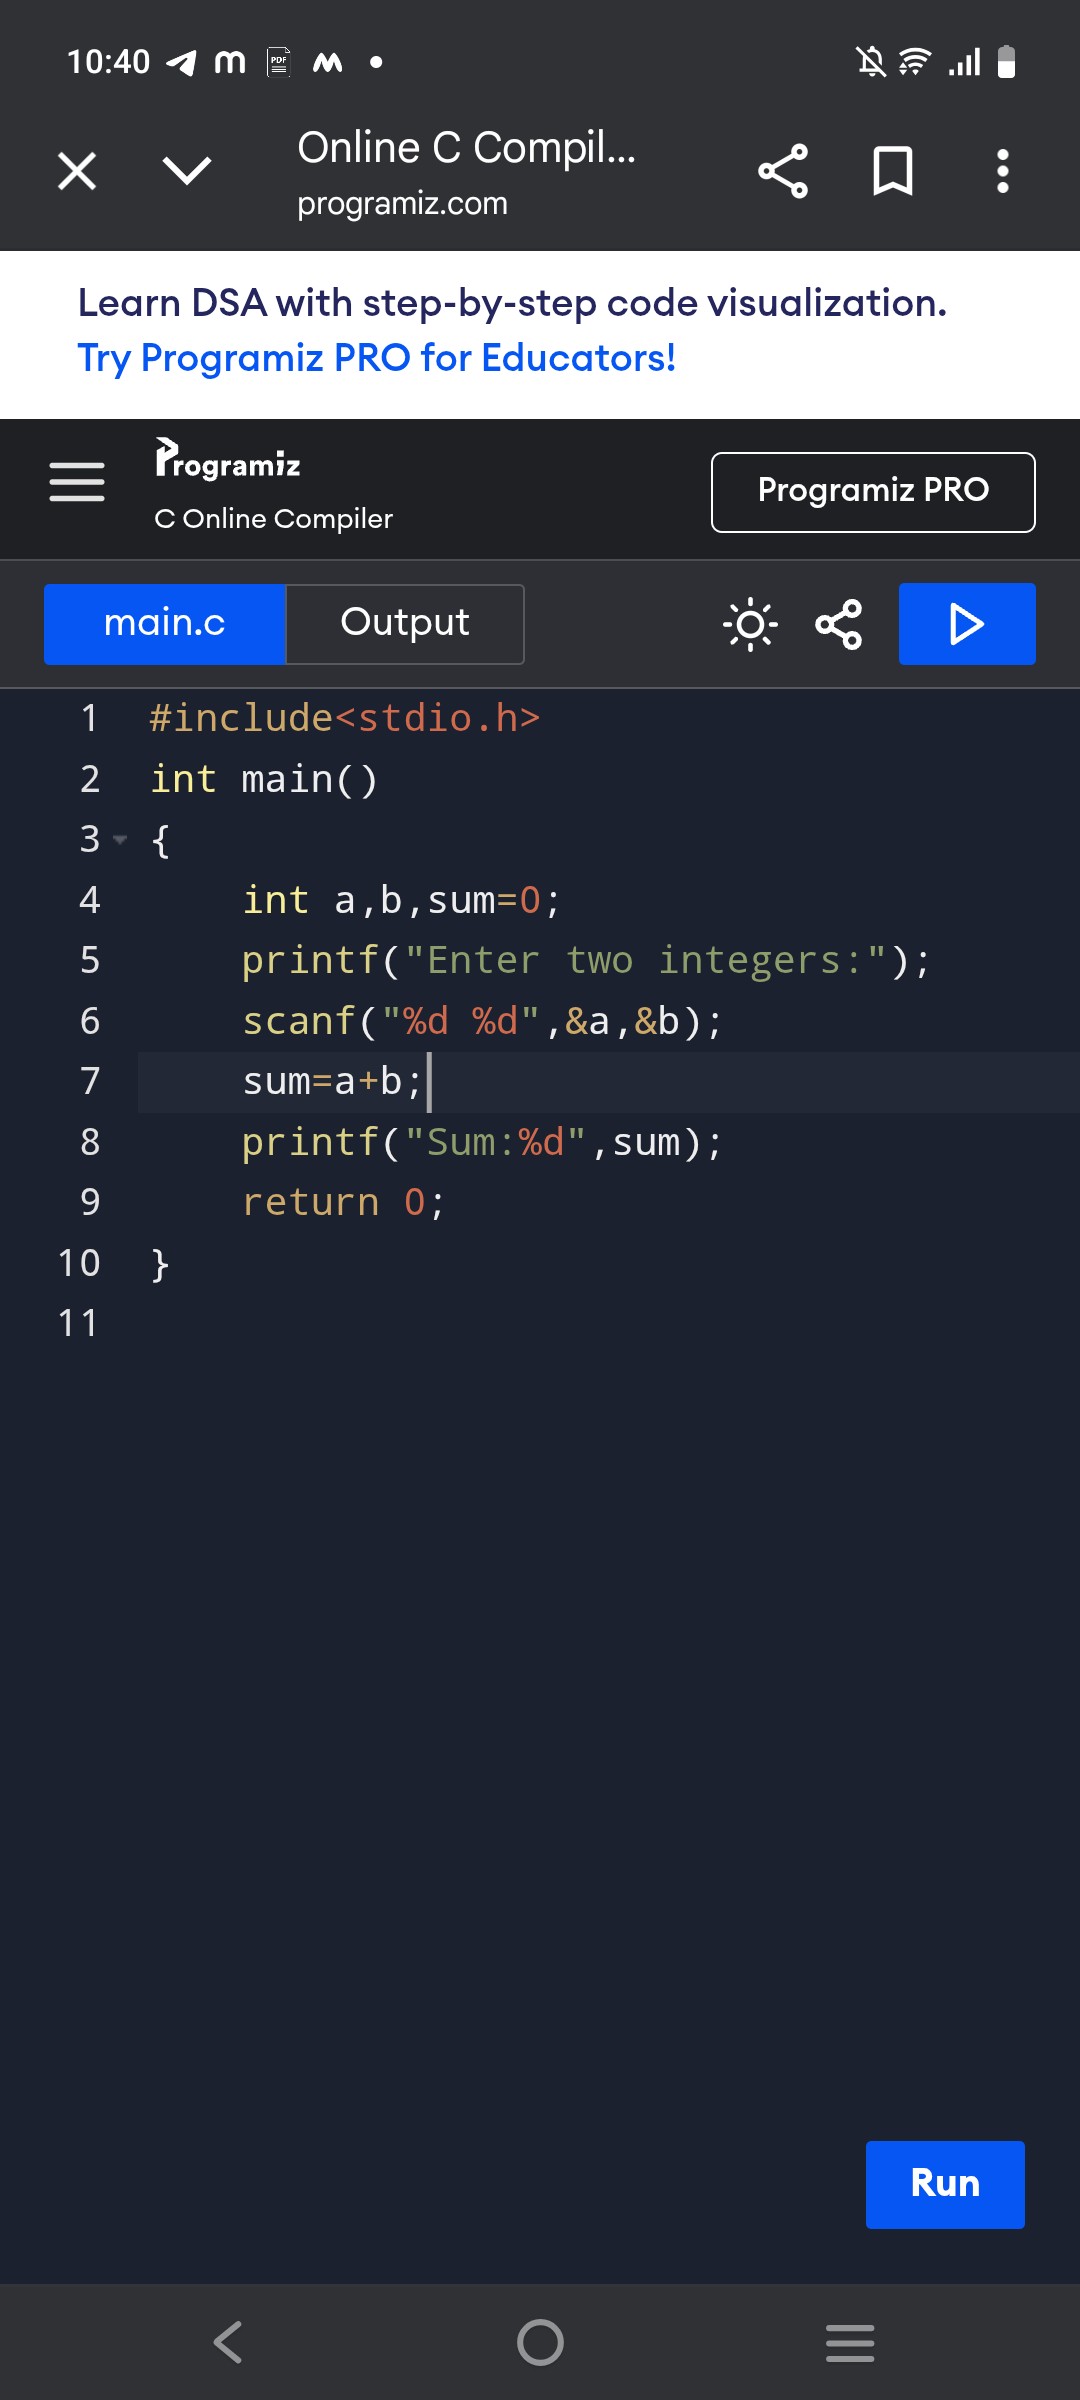 10:40
PDF
Online C Compil...
programiz.com
Learn DSA with step-by-step code visualization.
Try Programiz PRO for Educators!
Programiz
C Online Compiler
Programiz PRO
main.c
Output
1 #include<stdio.h>
2 int main()
3 {
4     int a,b,sum=0;
5     printf("Enter two integers:");
6     scanf("%d %d",&a,&b);
7     sum=a+b;
8     printf("Sum:%d",sum);
9     return 0;
10 }
11
Run